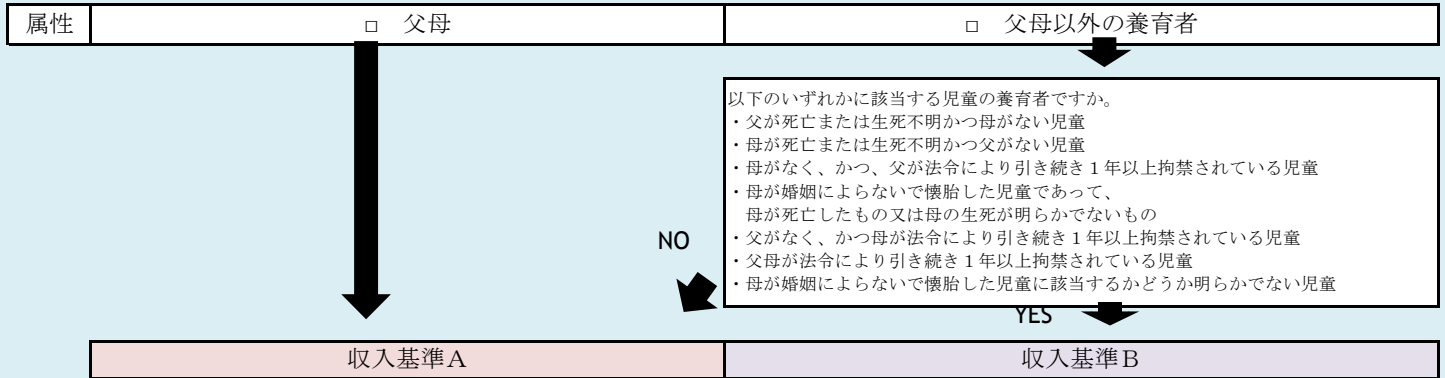 属性
□ 父母
□ 父母以外の養育者
以下のいずれかに該当する児童の養育者ですか。
・父が死亡または生死不明かつ母がない児童
・母が死亡または生死不明かつ父がない児童
・母がなく、かつ、父が法令により引き続き１年以上拘禁されている児童
・母が婚姻によらないで懐胎した児童であって、
母が死亡したもの又は母の生死が明らかでないもの
・父がなく、かつ母が法令により引き続き１年以上拘禁されている児童
・父母が法令により引き続き１年以上拘禁されている児童
・母が婚姻によらないで懐胎した児童に該当するかどうか明らかでない児童
NO
YES
収入基準Ａ
収入基準Ｂ